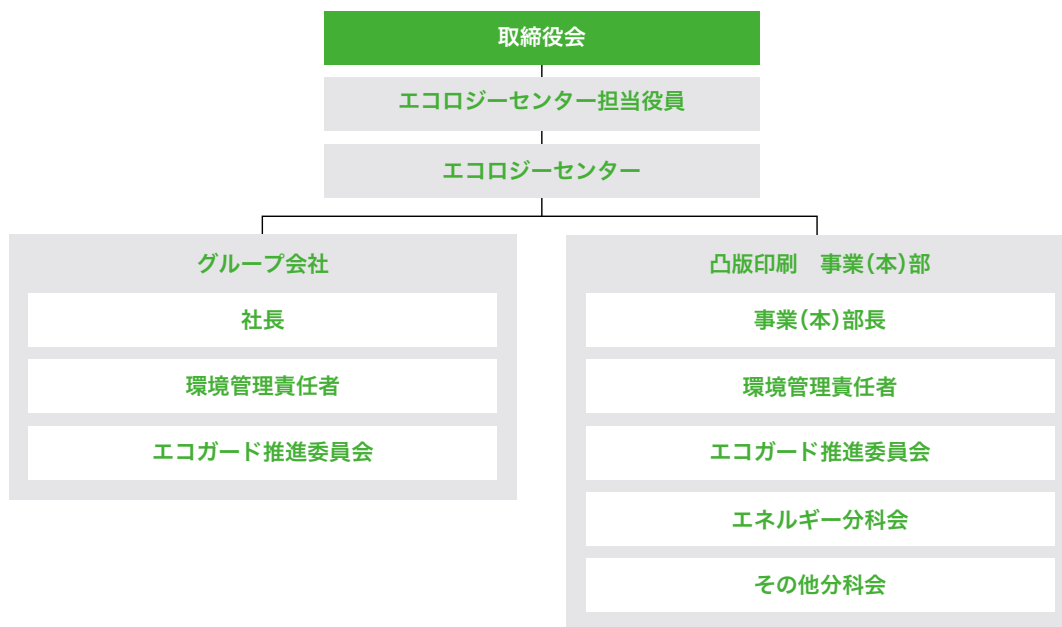 取締役会
エコロジーセンター担当役員
エコロジーセンター
グループ会社
社長
環境管理責任者
エコガード推進委員会
凸版印刷　事業(本)部
事業(本)部長
環境管理責任者
エコガード推進委員会
エネルギー分科会
その他分科会